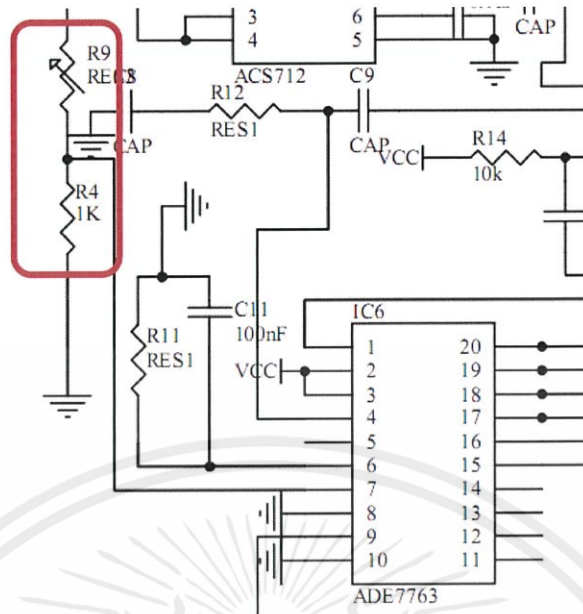 3
4
6
5
CAP
ACS712
R9
CAP
R12
RES1
C9
CAP
VCC
R14
10k
R4
1K
C11
100nF
R11
RES1
VCC
IC6
1
2
3
4
5
6
7
8
9
10
20
19
18
17
16
15
14
13
12
11
ADE7763